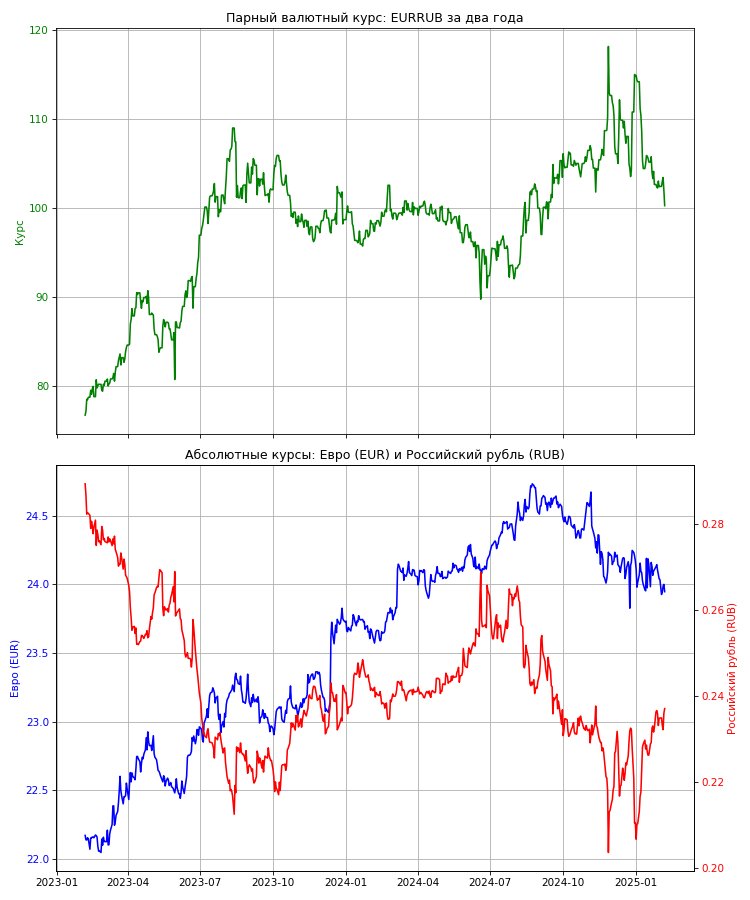 Парный валютный курс: EURRUB за два года
120
110
100
90
80
Курс
Абсолютные курсы: Евро (EUR) и Российский рубль (RUB)
24.5
24.0
23.5
23.0
22.5
22.0
Евро (EUR)
0.28
0.26
0.24
0.22
0.20
Российский рубль (RUB)
2023-01 2023-04 2023-07 2023-10 2024-01 2024-04 2024-07 2024-10 2025-01